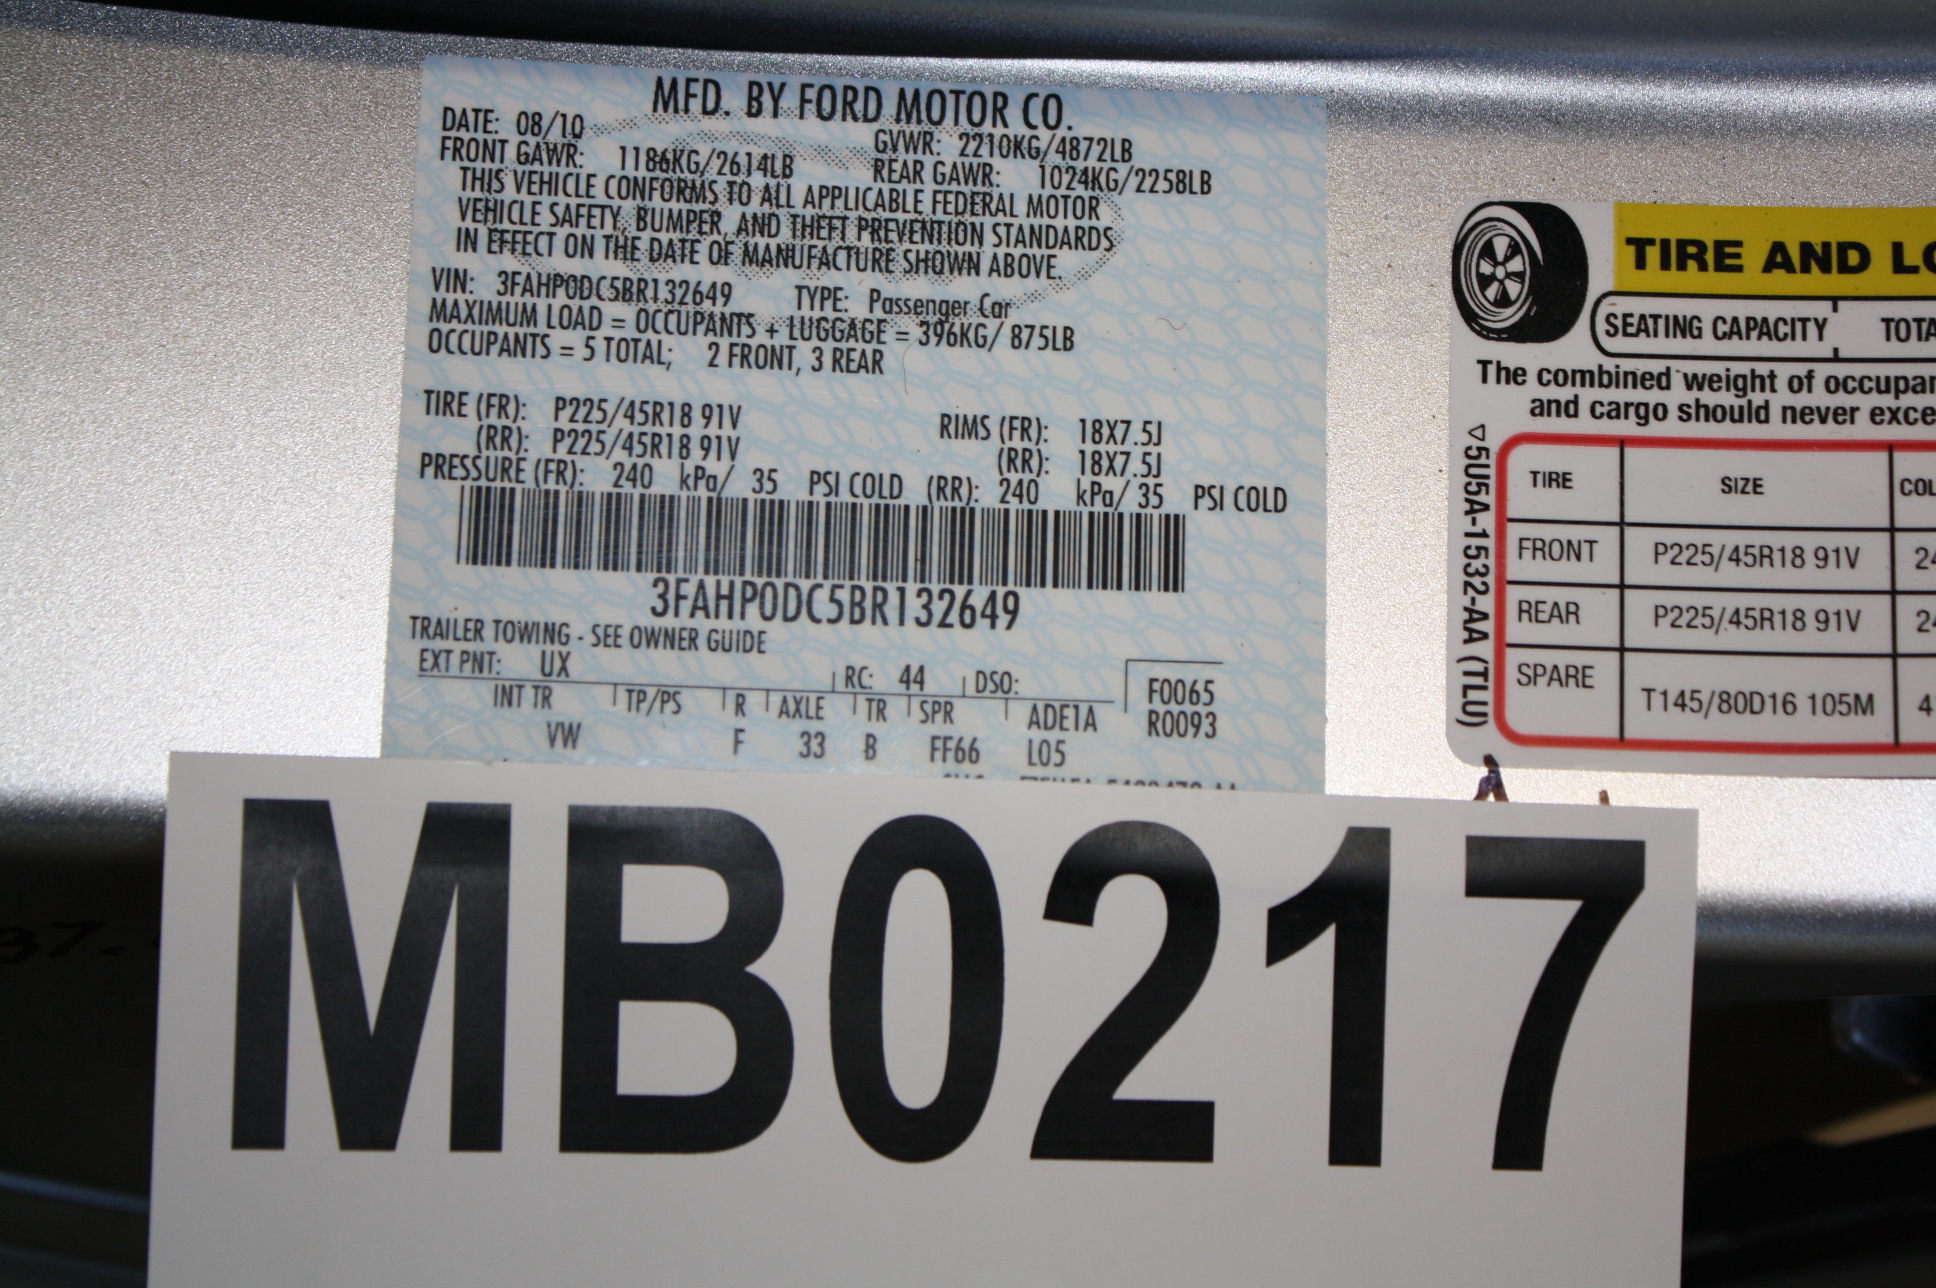 MFD. BY FORD MOTOR CO.
DATE: 08/10 GVWR: 2210KG/4872LB
FRONT GAWR: 1186KG/2614LB REAR GAWR: 1024KG/2258LB
THIS VEHICLE CONFORMS TO ALL APPLICABLE FEDERAL MOTOR
VEHICLE SAFETY, BUMPER, AND THEFT PREVENTION STANDARDS
IN EFFECT ON THE DATE OF MANUFACTURE SHOWN ABOVE.
VIN: 3FAHP0DC5BR132649 TYPE: Passenger Car
MAXIMUM LOAD = OCCUPANTS + LUGGAGE = 396KG/ 875LB
OCCUPANTS = 5 TOTAL; 2 FRONT, 3 REAR
TIRE (FR): P225/45R18 91V RIMS (FR): 18X7.5J
(RR): P225/45R18 91V (RR): 18X7.5J
PRESSURE (FR): 240 kPa/ 35 PSI COLD (RR): 240 kPa/ 35 PSI COLD
3FAHP0DC5BR132649
TRAILER TOWING - SEE OWNER GUIDE
EXT PNT: UX RC: 44 DSO: F0065
INT TR TP/PS R AXLE TR SPR ADE1A R0093
VW F 33 B FF66 L05
TIRE AND LO
SEATING CAPACITY TOTA
The combined weight of occupan
and cargo should never exce
5U5A-1532-AA (TLU)
TIRE SIZE COL
FRONT P225/45R18 91V 24
REAR P225/45R18 91V 24
SPARE T145/80D16 105M 4
MB0217
37.